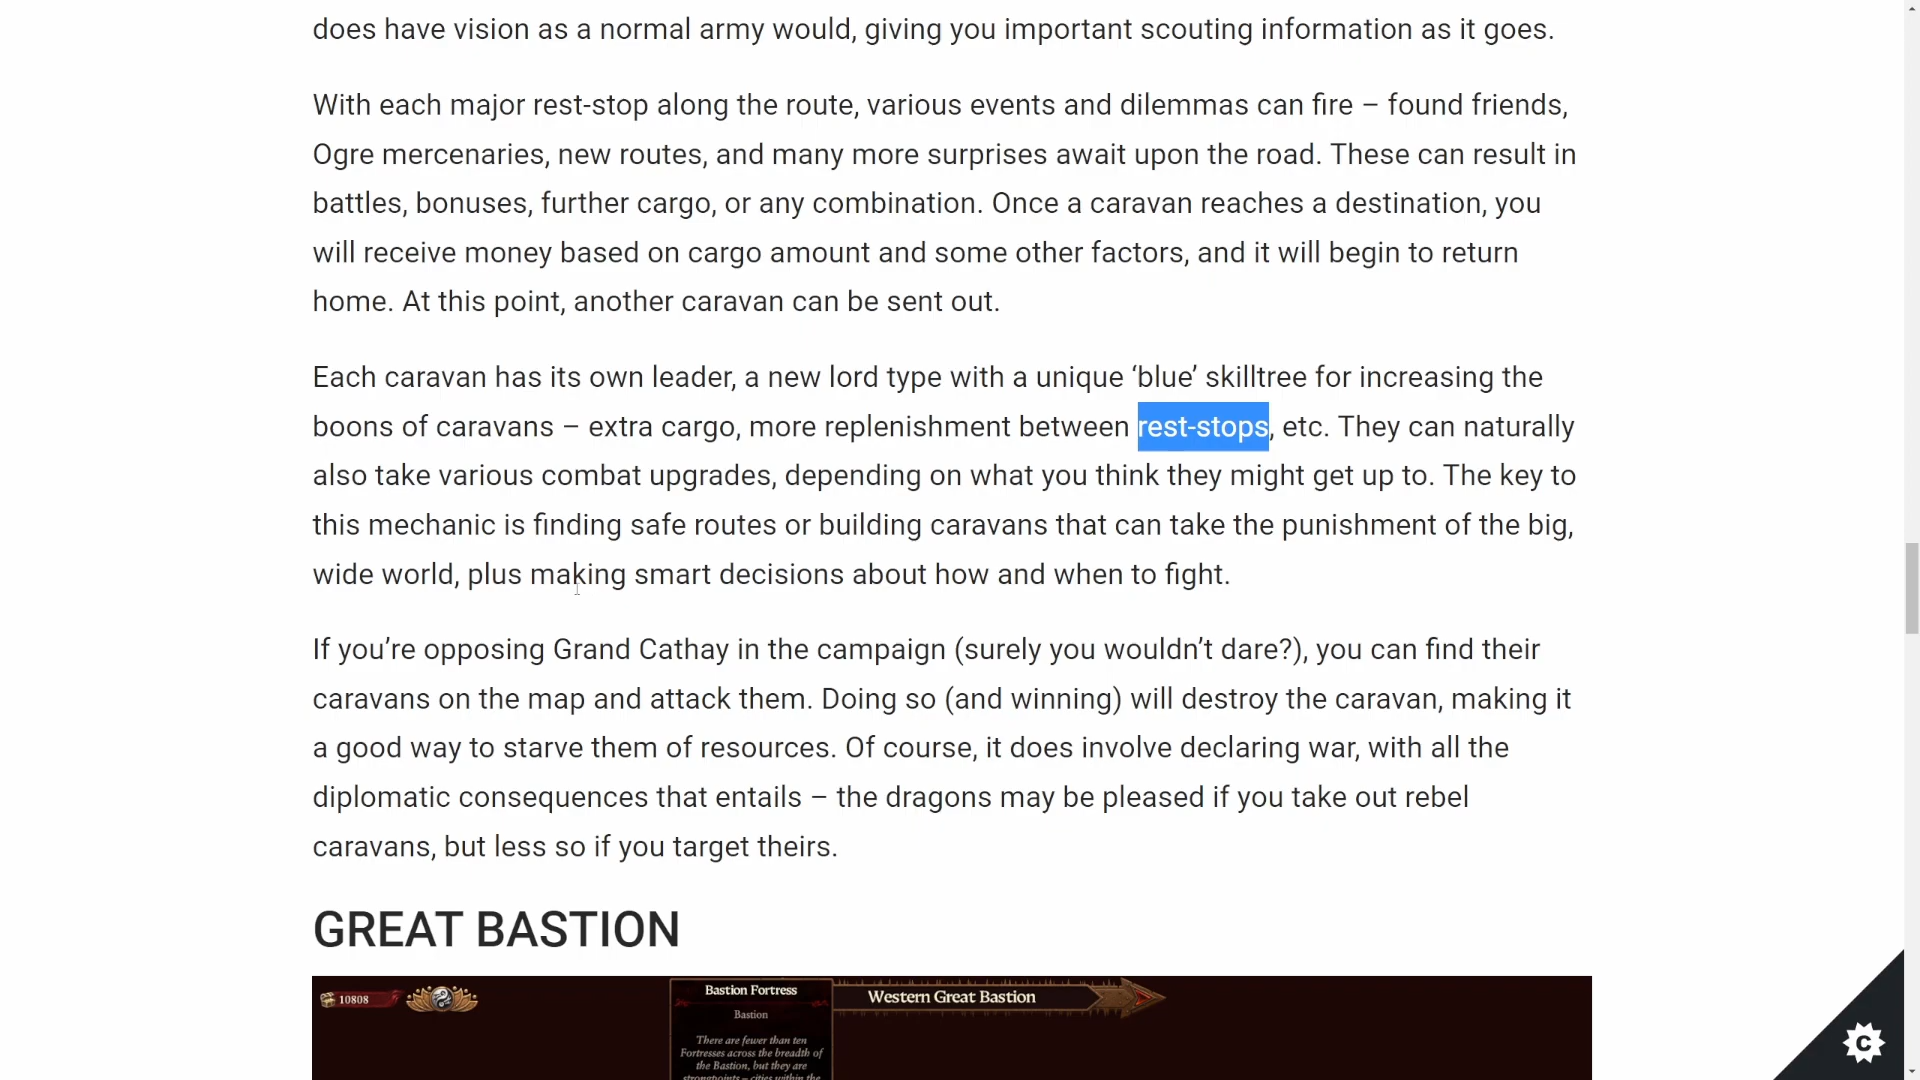 does have vision as a normal army would, giving you important scouting information as it goes.
With each major rest-stop along the route, various events and dilemmas can fire – found friends,
Ogre mercenaries, new routes, and many more surprises await upon the road. These can result in
battles, bonuses, further cargo, or any combination. Once a caravan reaches a destination, you
will receive money based on cargo amount and some other factors, and it will begin to return
home. At this point, another caravan can be sent out.
Each caravan has its own leader, a new lord type with a unique ‘blue’ skilltree for increasing the
boons of caravans – extra cargo, more replenishment between rest-stops, etc. They can naturally
also take various combat upgrades, depending on what you think they might get up to. The key to
this mechanic is finding safe routes or building caravans that can take the punishment of the big,
wide world, plus making smart decisions about how and when to fight.
If you’re opposing Grand Cathay in the campaign (surely you wouldn’t dare?), you can find their
caravans on the map and attack them. Doing so (and winning) will destroy the caravan, making it
a good way to starve them of resources. Of course, it does involve declaring war, with all the
diplomatic consequences that entails – the dragons may be pleased if you take out rebel
caravans, but less so if you target theirs.
GREAT BASTION
10808
Bastion Fortress
Western Great Bastion
Bastion
There are fewer than ten
Fortresses across the breadth of
the Bastion, but they are
strongpoints – cities within the
C